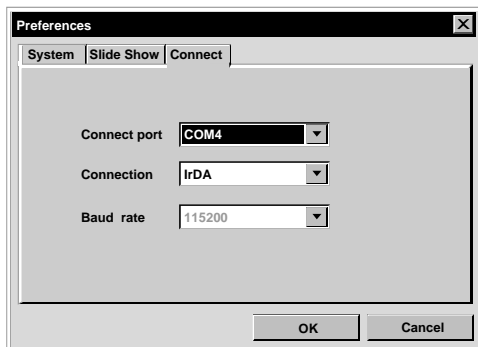 Preferences
System Slide Show Connect
Connect port COM4
Connection IrDA
Baud rate 115200
OK Cancel